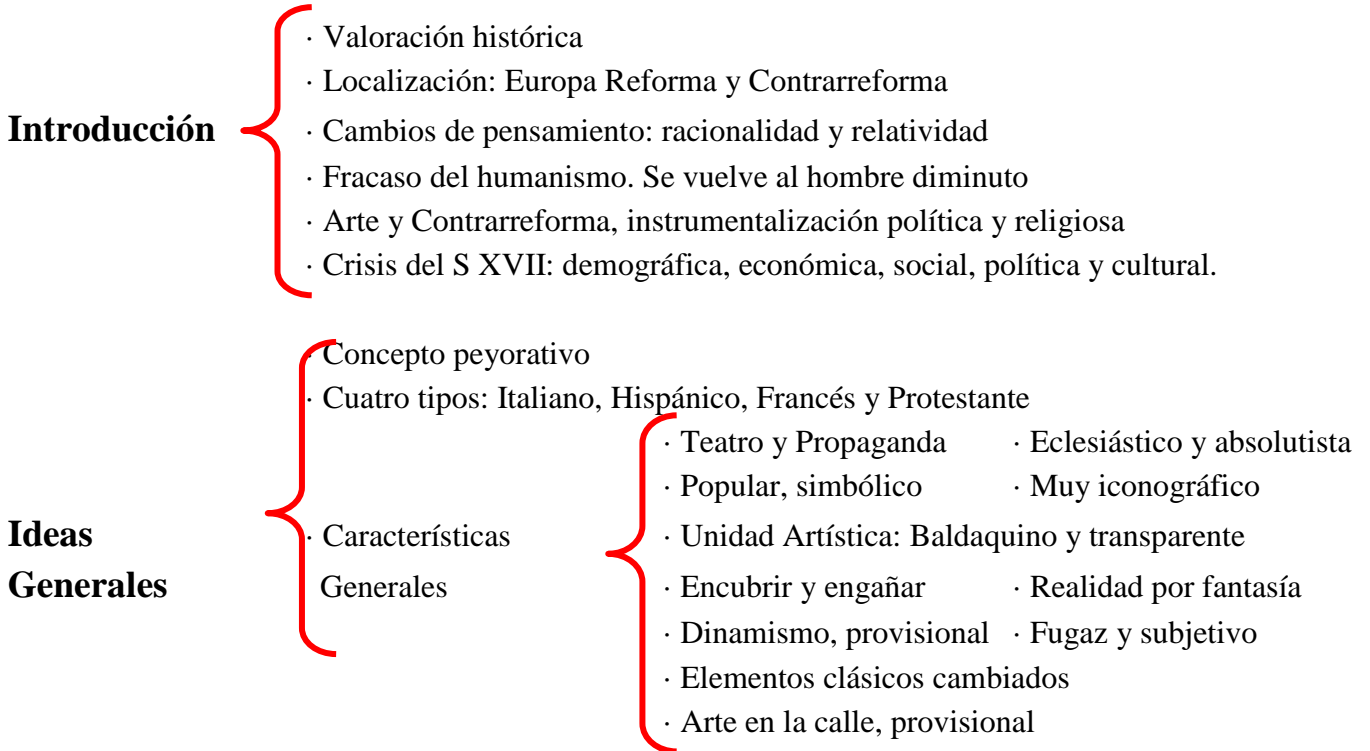 · Valoración histórica
· Localización: Europa Reforma y Contrarreforma
Introducción
· Cambios de pensamiento: racionalidad y relatividad
· Fracaso del humanismo. Se vuelve al hombre diminuto
· Arte y Contrarreforma, instrumentalización política y religiosa
· Crisis del S XVII: demográfica, económica, social, política y cultural.
· Concepto peyorativo
· Cuatro tipos: Italiano, Hispánico, Francés y Protestante
Ideas
Generales
· Características
Generales
· Teatro y Propaganda · Eclesiástico y absolutista
· Popular, simbólico · Muy iconográfico
· Unidad Artística: Baldaquino y transparente
· Encubrir y engañar · Realidad por fantasía
· Dinamismo, provisional · Fugaz y subjetivo
· Elementos clásicos cambiados
· Arte en la calle, provisional